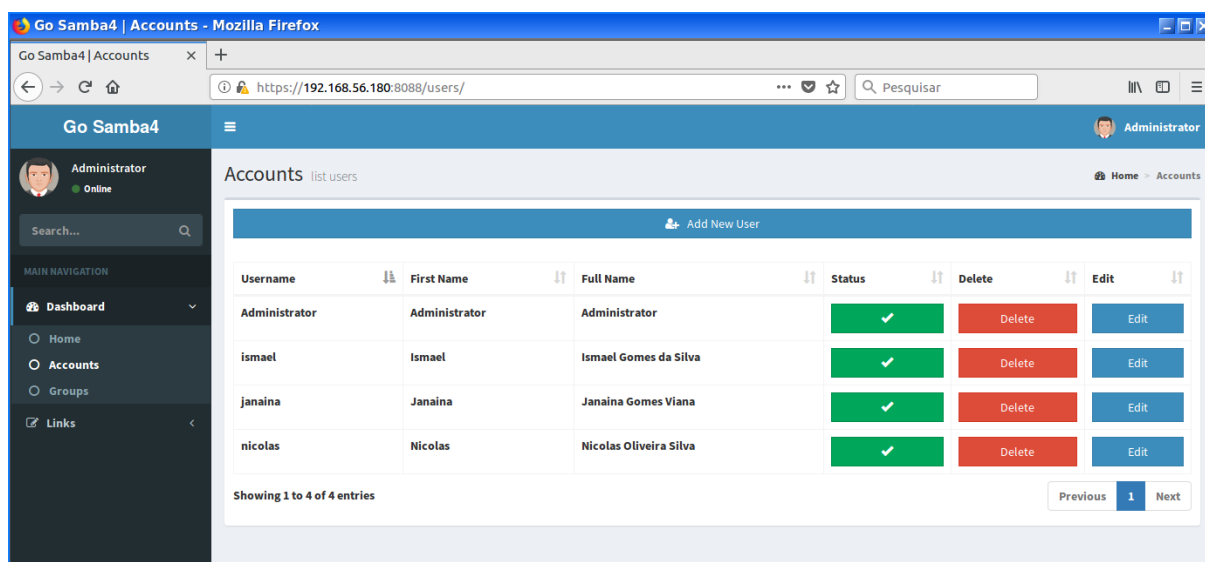 Go Samba4 | Accounts - Mozilla Firefox
Go Samba4 | Accounts × +
https://192.168.56.180:8088/users/ ... Pesquisar
Go Samba4 Administrator
Administrator
Online
Accounts list users Home > Accounts
Search...
Add New User
MAIN NAVIGATION
Username First Name Full Name Status Delete Edit
Dashboard
Administrator Administrator Administrator Delete Edit
Home
ismael Ismael Ismael Gomes da Silva Delete Edit
Accounts
Groups
janaina Janaina Janaina Gomes Viana Delete Edit
Links
nicolas Nicolas Nicolas Oliveira Silva Delete Edit
Showing 1 to 4 of 4 entries Previous 1 Next